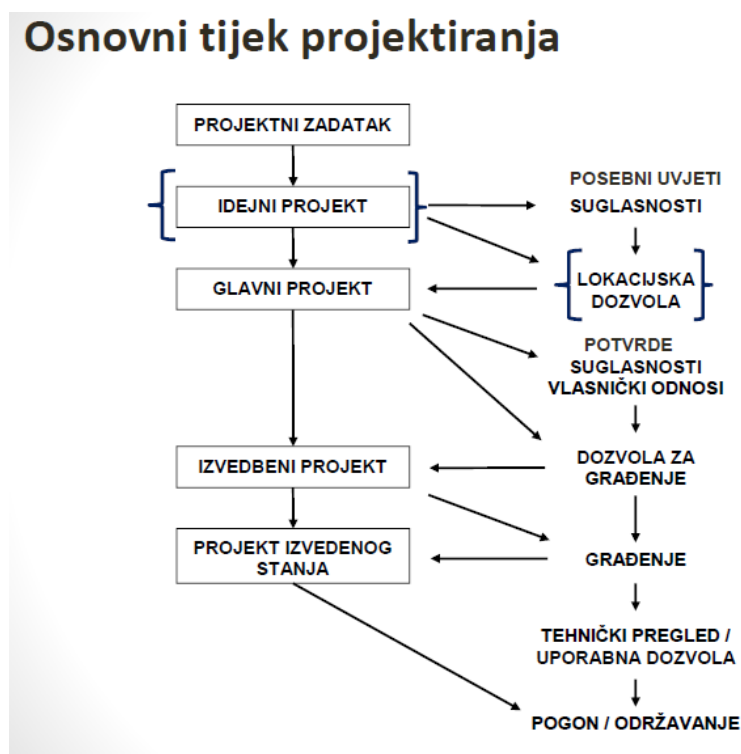 Osnovni tijek projektiranja
PROJEKTNI ZADATAK
IDEJNI PROJEKT
POSEBNI UVJETI
SUGLASNOSTI
GLAVNI PROJEKT
LOKACIJSKA
DOZVOLA
POTVRDE
SUGLASNOSTI
VLASNIČKI ODNOSI
IZVEDBENI PROJEKT
DOZVOLA ZA
GRAĐENJE
PROJEKT IZVEDENOG
STANJA
GRAĐENJE
TEHNIČKI PREGLED /
UPORABNA DOZVOLA
POGON / ODRŽAVANJE